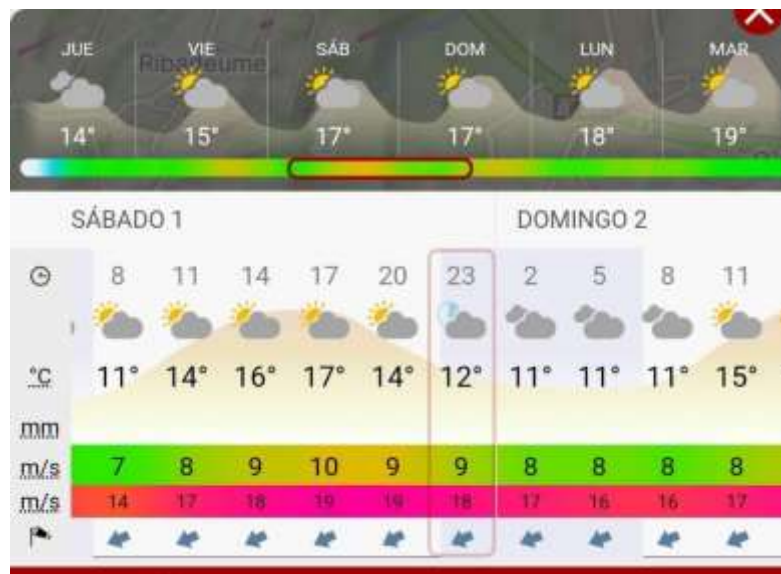 JUE VIE SÁB DOM LUN MAR
Ribadeume
14° 15° 17° 17° 18° 19°
SÁBADO 1 DOMINGO 2
8 11 14 17 20 23 2 5 8 11
°C 11° 14° 16° 17° 14° 12° 11° 11° 11° 15°
mm
m/s 7 8 9 10 9 9 8 8 8 8
m/s 14 17 18 19 19 18 17 16 16 17